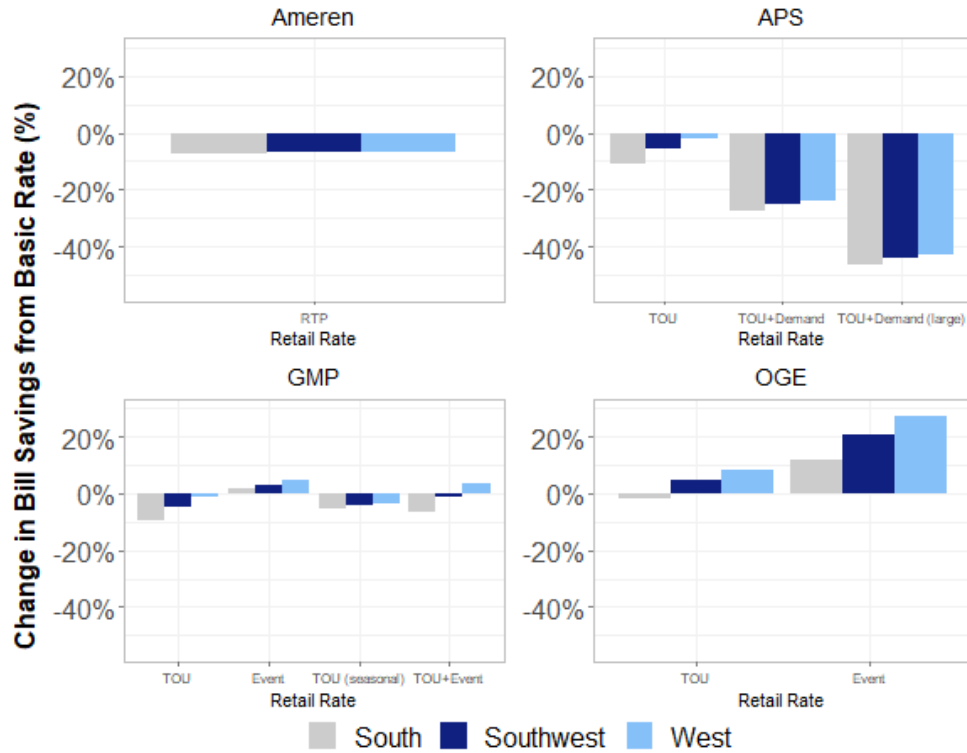 Ameren
APS
Change in Bill Savings from Basic Rate (%)
20%
0%
-20%
-40%
RTP
Retail Rate
20%
0%
-20%
-40%
TOU
TOU+Demand
TOU+Demand (large)
Retail Rate
GMP
OGE
20%
0%
-20%
-40%
TOU
Event
TOU (seasonal)
TOU+Event
Retail Rate
20%
0%
-20%
-40%
TOU
Event
Retail Rate
South
Southwest
West